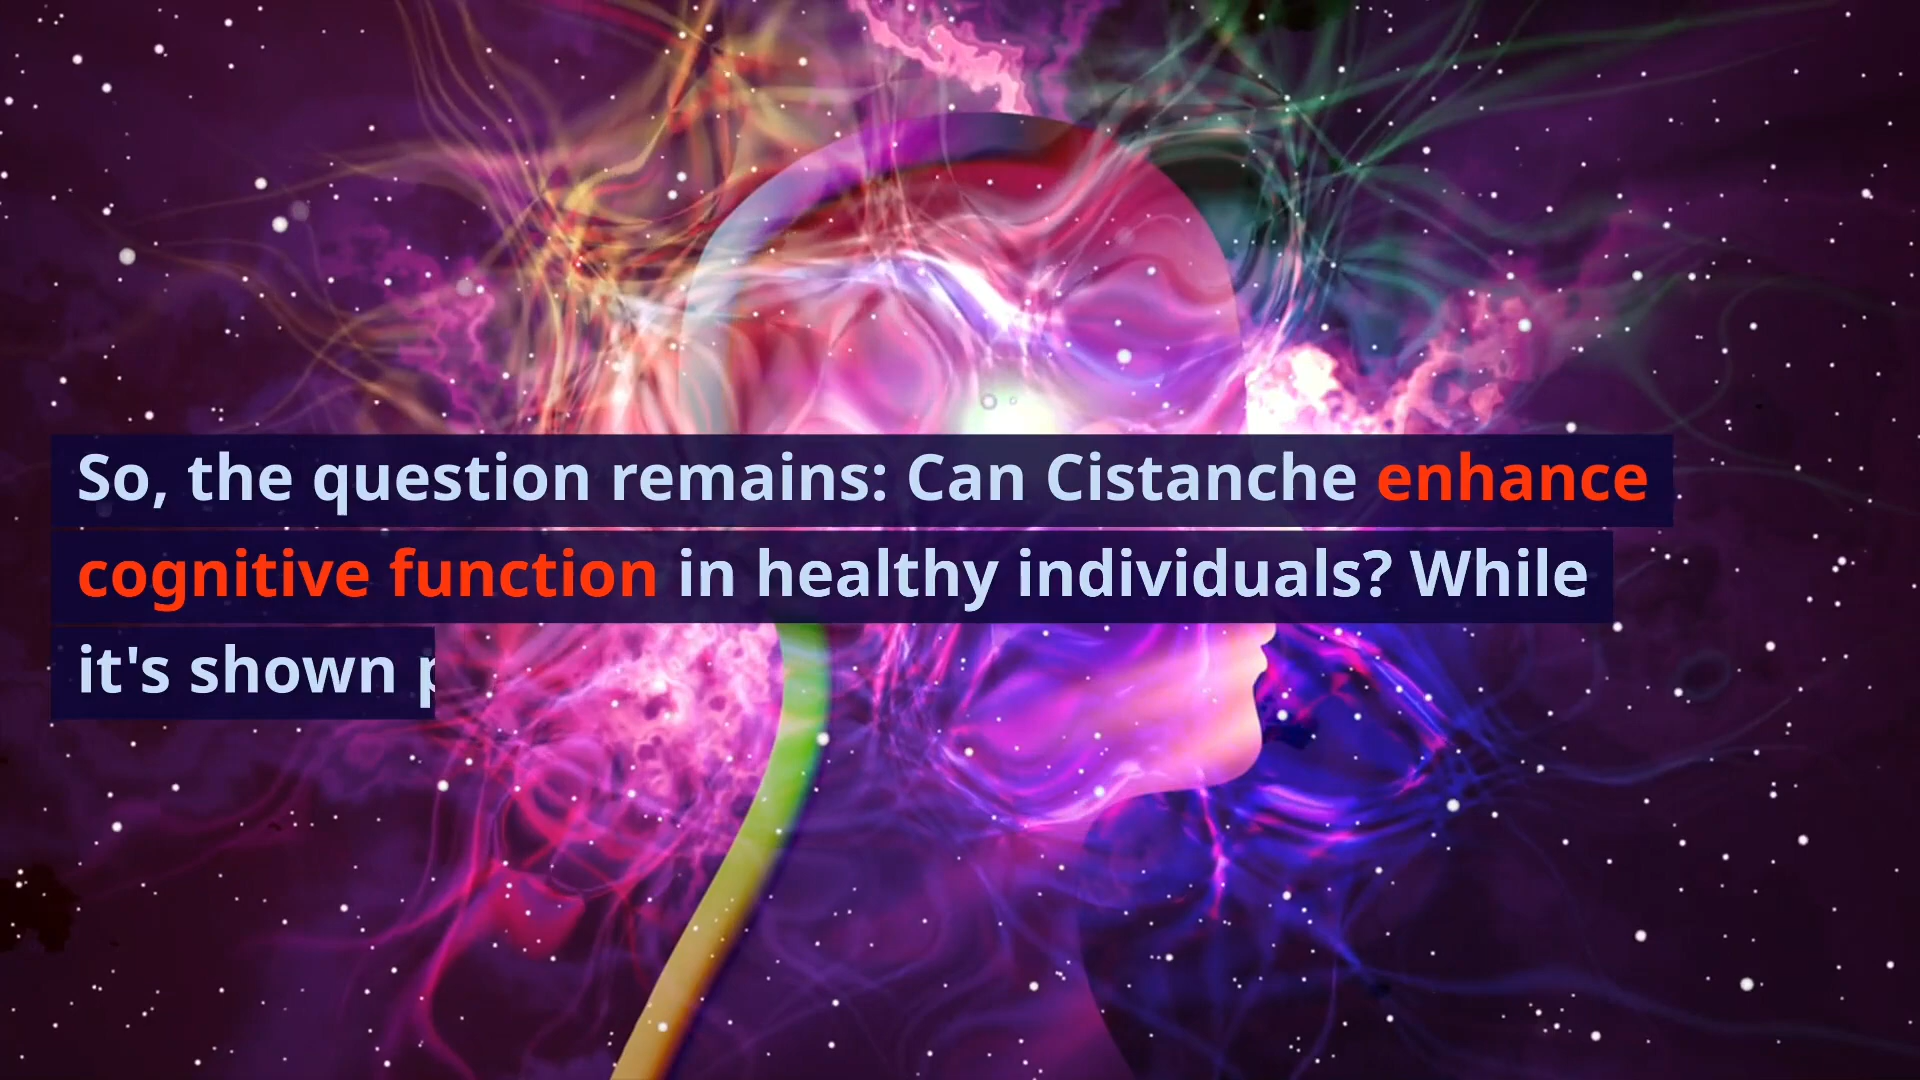 So, the question remains: Can Cistanche enhance
cognitive function in healthy individuals? While
it's shown